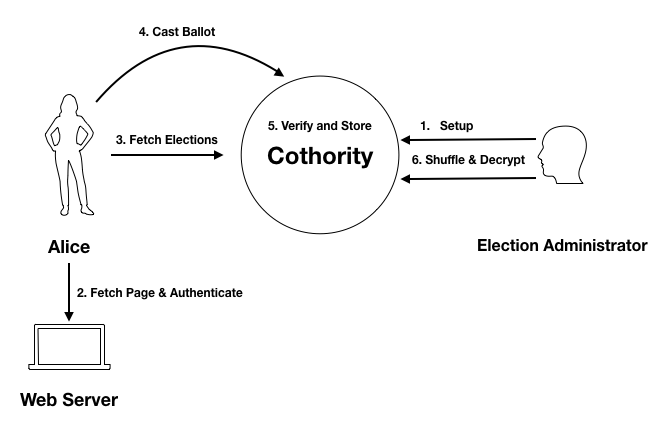 4. Cast Ballot
5. Verify and Store
1. Setup
3. Fetch Elections
Cothority
6. Shuffle & Decrypt
Alice
Election Administrator
2. Fetch Page & Authenticate
Web Server